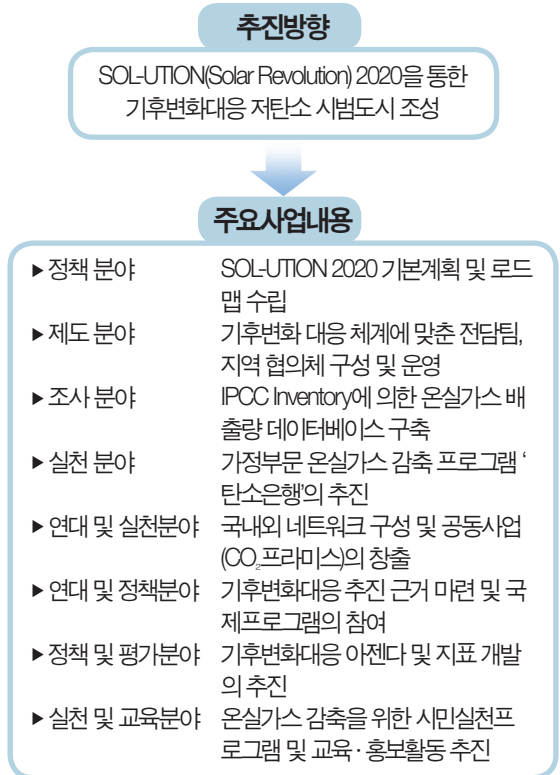 추진방향
SOL-UTION(Solar Revolution) 2020을 통한
기후변화대응 저탄소 시범도시 조성
주요사업내용
▶정책 분야 SOL-UTION 2020 기본계획 및 로드
맵 수립
▶제도 분야 기후변화 대응 체계에 맞춘 전담팀,
지역 협의체 구성 및 운영
▶조사 분야 IPCC Inventory에 의한 온실가스 배
출량 데이터베이스 구축
▶실천 분야 가정부문 온실가스 감축 프로그램 ‘
탄소은행’의 추진
▶연대 및 실천분야 국내외 네트워크 구성 및 공동사업
(CO₂프라미스)의 창출
▶연대 및 정책분야 기후변화대응 추진 근거 마련 및 국
제프로그램의 참여
▶정책 및 평가분야 기후변화대응 아젠다 및 지표 개발
의 추진
▶실천 및 교육분야 온실가스 감축을 위한 시민실천프
로그램 및 교육·홍보활동 추진